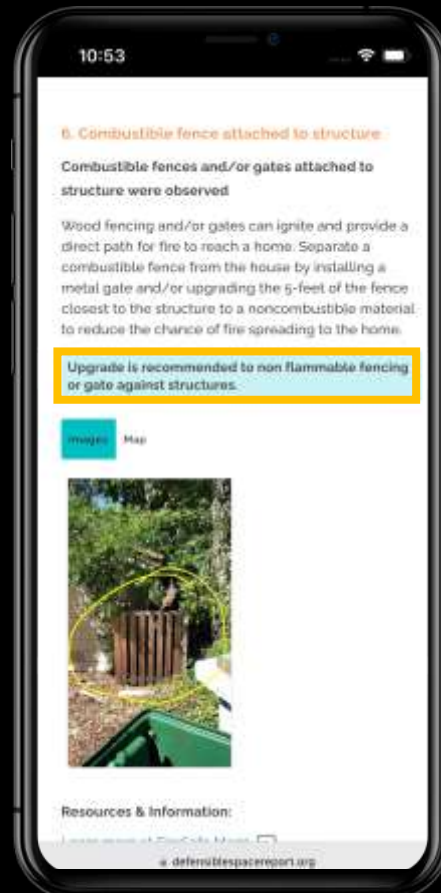 10:53
6. Combustible fence attached to structure
Combustible fences and/or gates attached to
structure were observed
Wood fencing and/or gates can ignite and provide a
direct path for fire to reach a home. Separate a
combustible fence from the house by installing a
metal gate and/or upgrading the 5-feet of the fence
closest to the structure to a noncombustible material
to reduce the chance of fire spreading to the home.
Upgrade is recommended to non flammable fencing
or gate against structures.
Images Map
Resources & Information:
Learn more at
defensiblespacereport.org